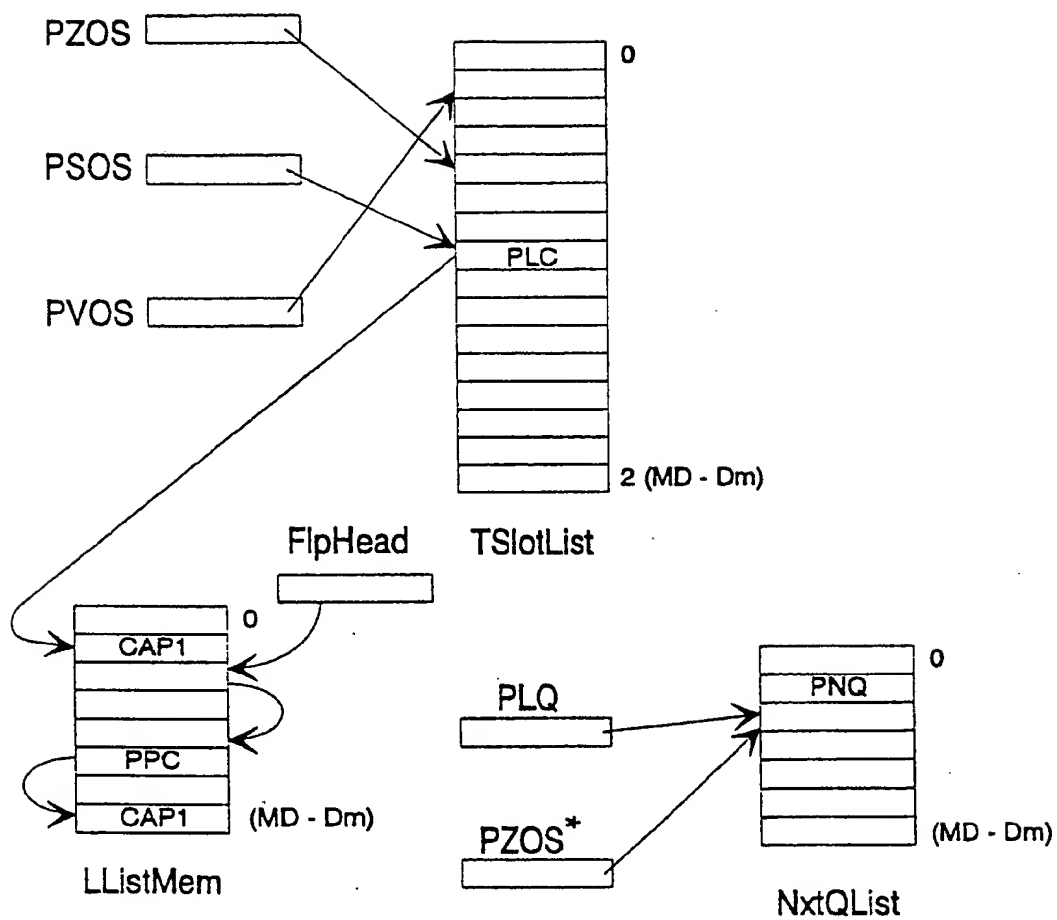 PZOS
0
PSOS
PLC
PVOS
2 (MD - Dm)
FlpHead
TSlotList
0
CAP1
0
PLQ
PNQ
PPC
CAP1
(MD - Dm)
PZOS*
(MD - Dm)
LListMem
NxtQList